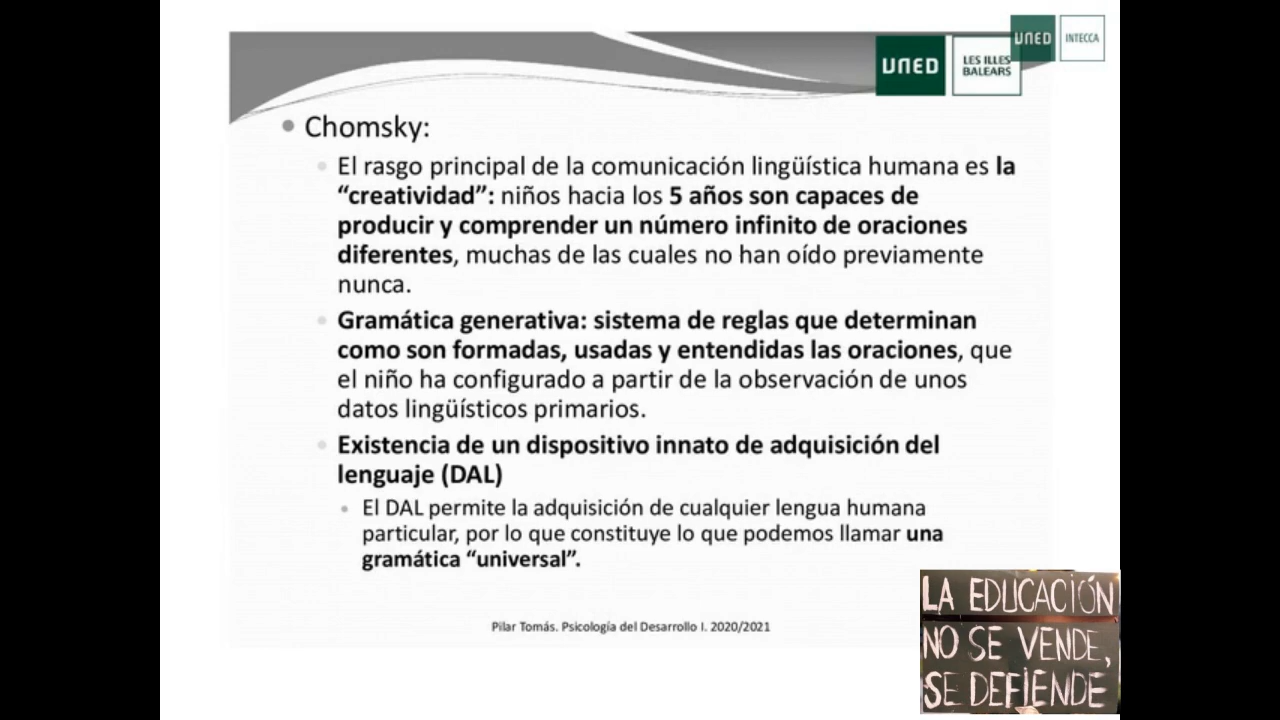 UNED
INTECCA
UNED
LES ILLES
BALEARS
Chomsky:
El rasgo principal de la comunicación lingüística humana es la
“creatividad”: niños hacia los 5 años son capaces de
producir y comprender un número infinito de oraciones
diferentes, muchas de las cuales no han oído previamente
nunca.
Gramática generativa: sistema de reglas que determinan
como son formadas, usadas y entendidas las oraciones, que
el niño ha configurado a partir de la observación de unos
datos lingüísticos primarios.
Existencia de un dispositivo innato de adquisición del
lenguaje (DAL)
El DAL permite la adquisición de cualquier lengua humana
particular, por lo que constituye lo que podemos llamar una
gramática “universal”.
Pilar Tomás. Psicología del Desarrollo I. 2020/2021
LA EDUCACIÓN
NO SE VENDE,
SE DEFIENDE